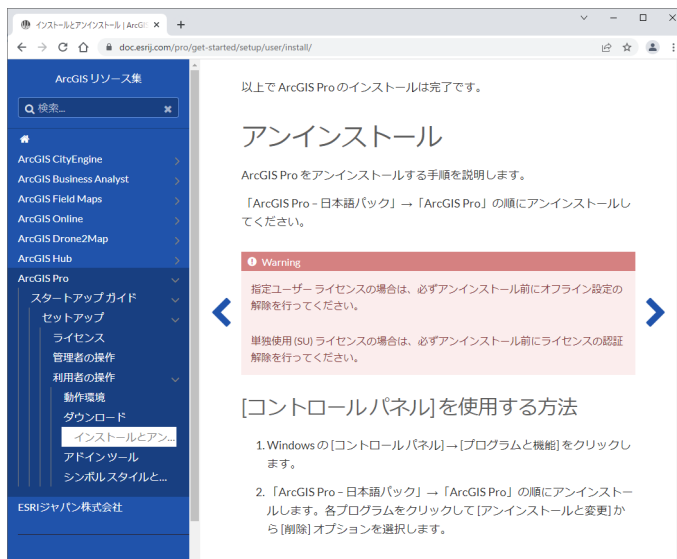 インストールとアンインストール | ArcG
doc.esrij.com/pro/get-started/setup/user/install/
ArcGIS リソース集
検索...
ArcGIS CityEngine
ArcGIS Business Analyst
ArcGIS Field Maps
ArcGIS Online
ArcGIS Drone2Map
ArcGIS Hub
ArcGIS Pro
スタートアップ ガイド
セットアップ
ライセンス
管理者の操作
利用者の操作
動作環境
ダウンロード
インストールとアン...
アドイン ツール
シンボル スタイルと...
ESRIジャパン株式会社
以上で ArcGIS Pro のインストールは完了です。
アンインストール
ArcGIS Pro をアンインストールする手順を説明します。
「ArcGIS Pro – 日本語パック」→「ArcGIS Pro」の順にアンインストールし
てください。
Warning
指定ユーザー ライセンスの場合は、必ずアンインストール前にオフライン設定の
解除を行ってください。
単独使用 (SU) ライセンスの場合は、必ずアンインストール前にライセンスの認証
解除を行ってください。
[コントロール パネル] を使用する方法
1. Windows の [コントロール パネル] → [プログラムと機能] をクリックし
ます。
2. 「ArcGIS Pro – 日本語パック」→「ArcGIS Pro」の順にアンインストー
ルします。各プログラムをクリックして [アンインストールと変更] か
ら [削除] オプションを選択します。